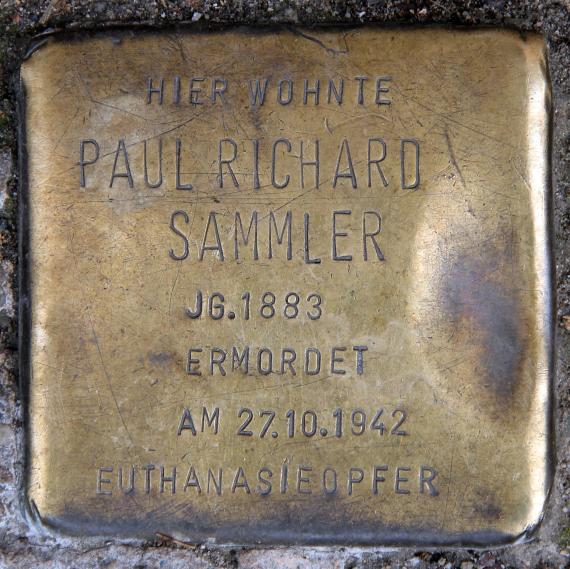 HIER WOHNTE
PAUL RICHARD
SAMMLER
JG. 1883
ERMORDET
AM 27.10.1942
EUTHANASIEOPFER